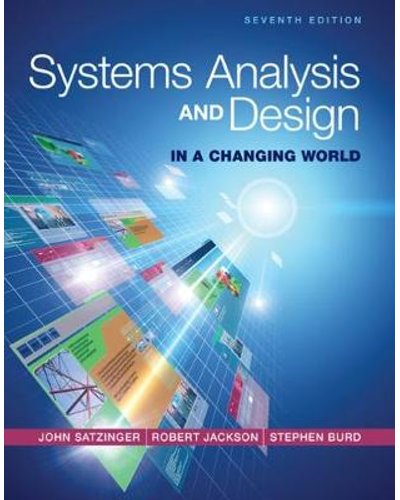 SEVENTH EDITION
Systems Analysis
AND Design
IN A CHANGING WORLD
JOHN SATZINGER | ROBERT JACKSON | STEPHEN BURD